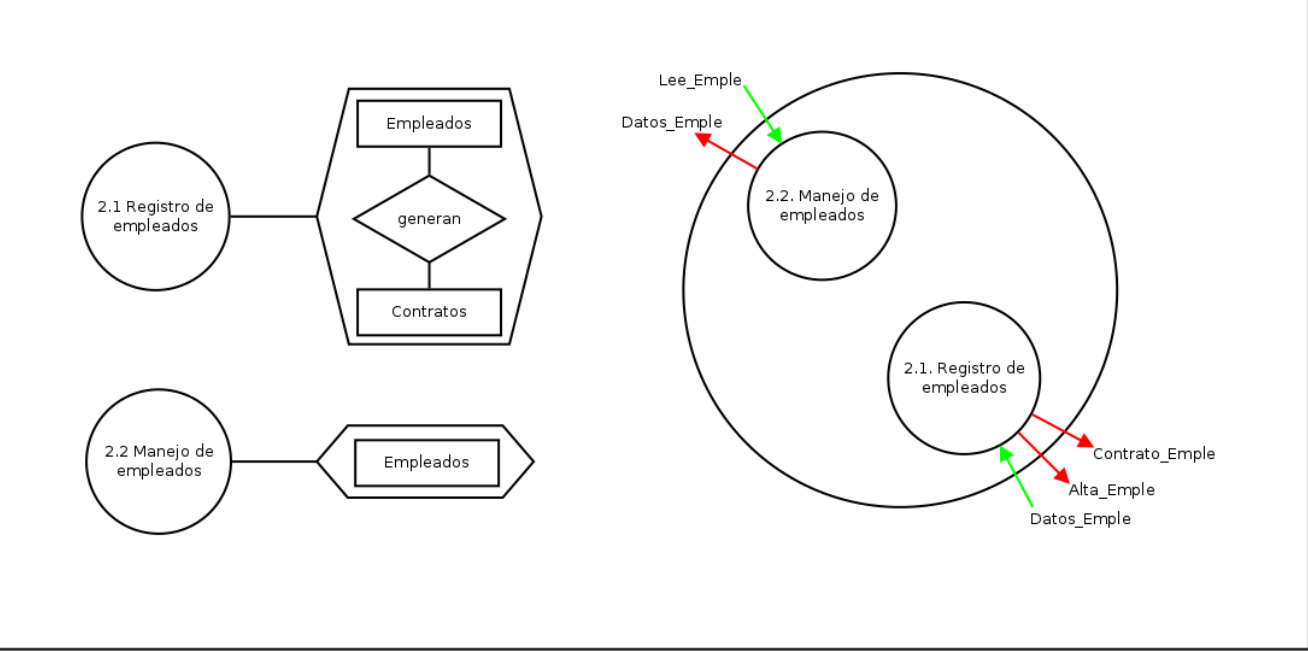 Empleados
2.1 Registro de
empleados
generan
Contratos
2.2 Manejo de
empleados
Empleados
Lee_Emple
Datos_Emple
2.2. Manejo de
empleados
2.1. Registro de
empleados
Contrato_Emple
Alta_Emple
Datos_Emple